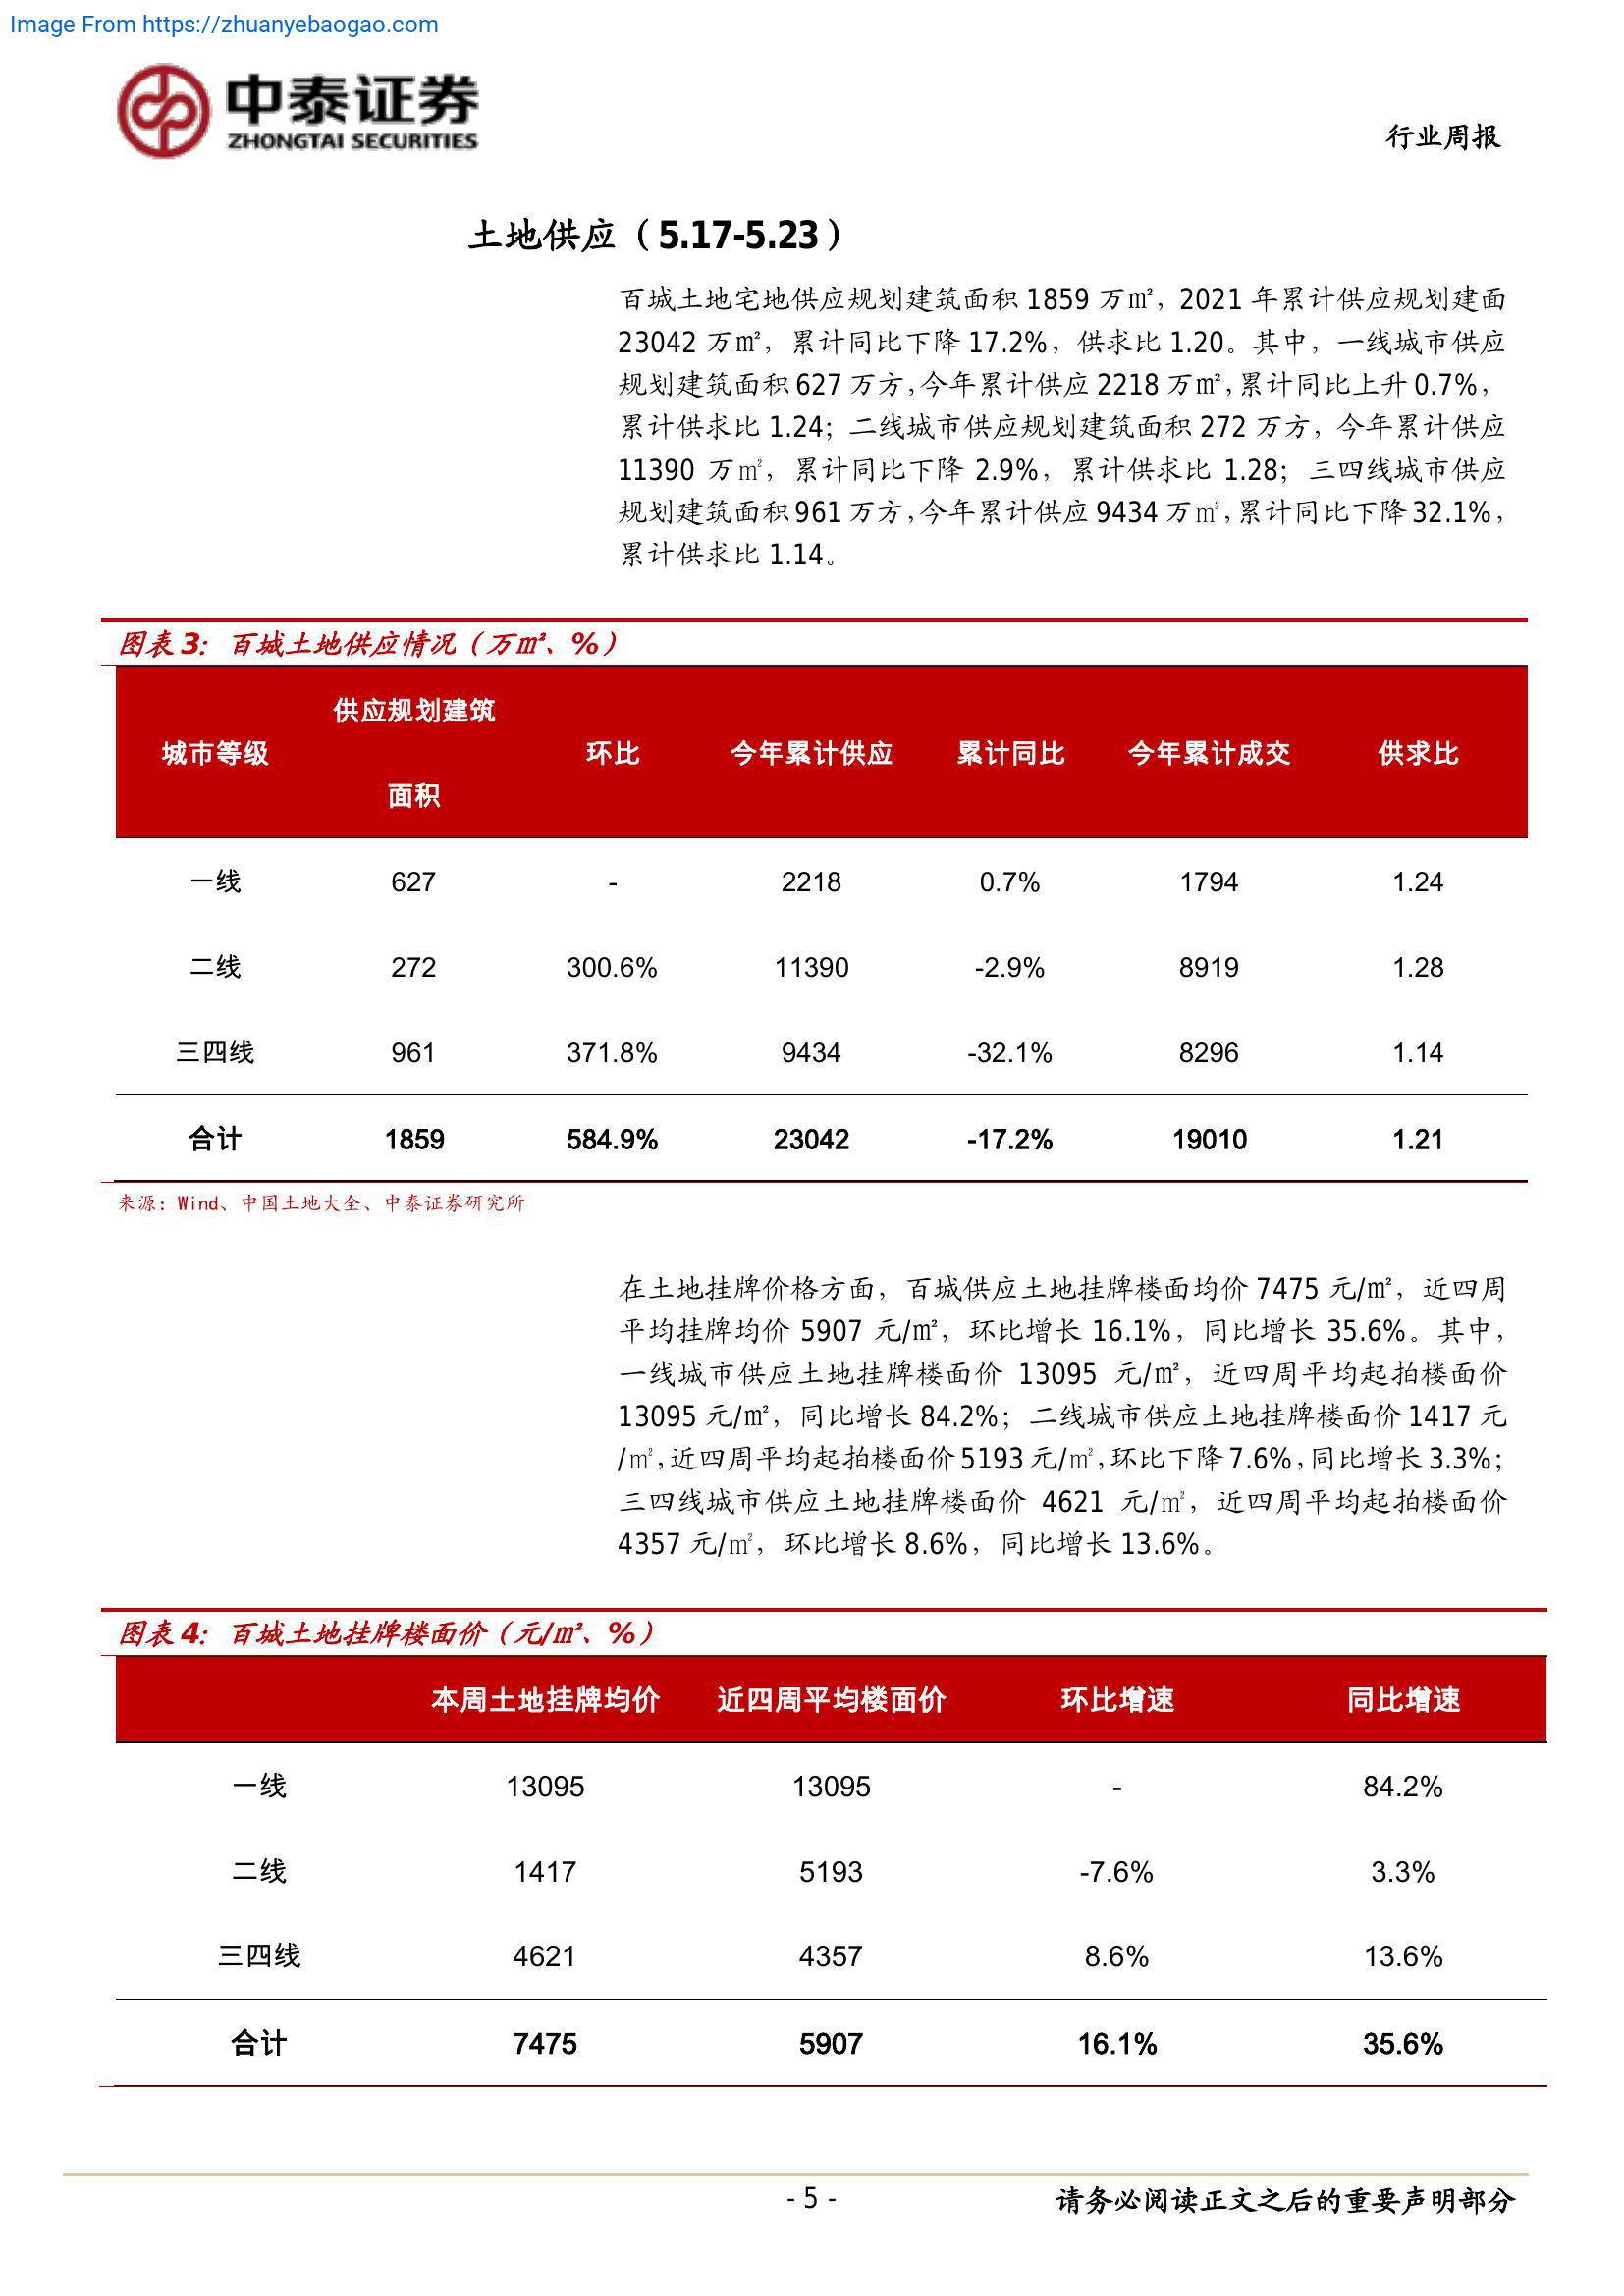 Image From https://zhuanyebaogao.com
中泰证券
ZHONGTAI SECURITIES
行业周报
土地供应（5.17-5.23）
百城土地宅地供应规划建筑面积 1859 万㎡，2021 年累计供应规划建面
23042 万㎡，累计同比下降 17.2%，供求比 1.20。其中，一线城市供应
规划建筑面积 627 万方，今年累计供应 2218 万㎡，累计同比上升 0.7%，
累计供求比 1.24；二线城市供应规划建筑面积 272 万方，今年累计供应
11390 万㎡，累计同比下降 2.9%，累计供求比 1.28；三四线城市供应
规划建筑面积 961 万方，今年累计供应 9434 万㎡，累计同比下降 32.1%，
累计供求比 1.14。
图表 3：百城土地供应情况（万㎡、%）
城市等级 供应规划建筑面积 环比 今年累计供应 累计同比 今年累计成交 供求比
一线 627 - 2218 0.7% 1794 1.24
二线 272 300.6% 11390 -2.9% 8919 1.28
三四线 961 371.8% 9434 -32.1% 8296 1.14
合计 1859 584.9% 23042 -17.2% 19010 1.21
来源：Wind、中国土地大全、中泰证券研究所
在土地挂牌价格方面，百城供应土地挂牌楼面均价 7475 元/㎡，近四周
平均挂牌均价 5907 元/㎡，环比增长 16.1%，同比增长 35.6%。其中，
一线城市供应土地挂牌楼面价 13095 元/㎡，近四周平均起拍楼面价
13095 元/㎡，同比增长 84.2%；二线城市供应土地挂牌楼面价 1417 元
/㎡，近四周平均起拍楼面价 5193 元/㎡，环比下降 7.6%，同比增长 3.3%；
三四线城市供应土地挂牌楼面价 4621 元/㎡，近四周平均起拍楼面价
4357 元/㎡，环比增长 8.6%，同比增长 13.6%。
图表 4：百城土地挂牌楼面价（元/㎡、%）
本周土地挂牌均价 近四周平均楼面价 环比增速 同比增速
一线 13095 13095 - 84.2%
二线 1417 5193 -7.6% 3.3%
三四线 4621 4357 8.6% 13.6%
合计 7475 5907 16.1% 35.6%
- 5 -
请务必阅读正文之后的重要声明部分